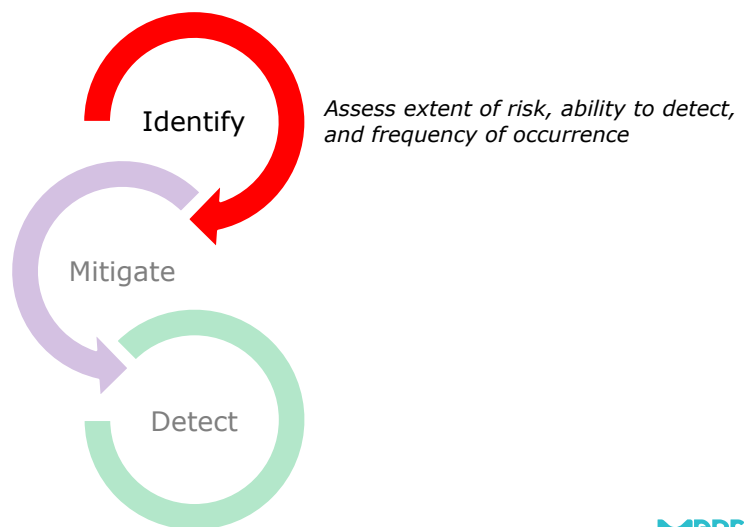 Identify
Assess extent of risk, ability to detect,
and frequency of occurrence
Mitigate
Detect